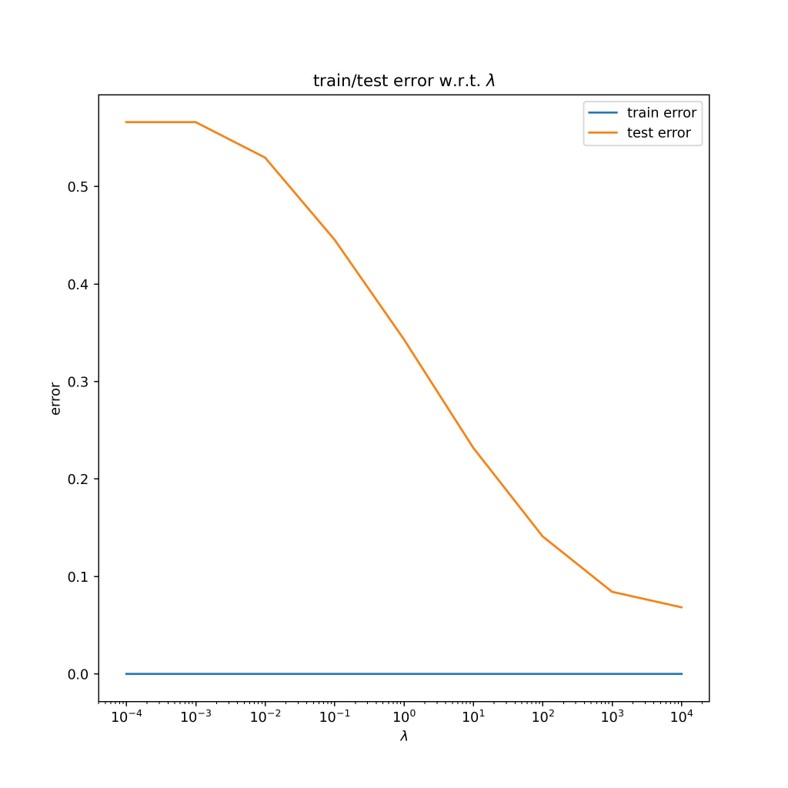 train/test error w.r.t. λ
train error
test error
error
0.5
0.4
0.3
0.2
0.1
0.0
10⁻⁴ 10⁻³ 10⁻² 10⁻¹ 10⁰ 10¹ 10² 10³ 10⁴
λ